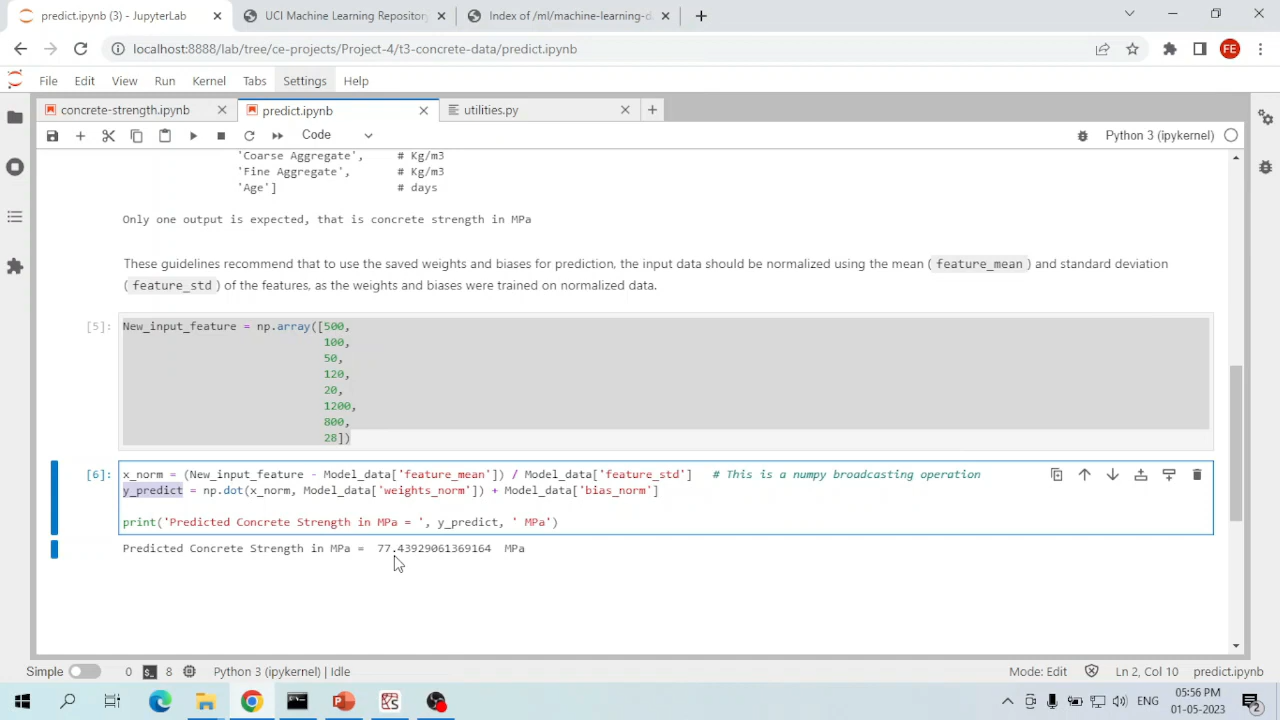 predict.ipynb (3) - JupyterLab
UCI Machine Learning Repository
Index of /ml/machine-learning-d
localhost:8888/lab/tree/ce-projects/Project-4/t3-concrete-data/predict.ipynb
FE
File Edit View Run Kernel Tabs Settings Help
concrete-strength.ipynb
predict.ipynb
utilities.py
Code
Python 3 (ipykernel)
'Coarse Aggregate', # Kg/m3
'Fine Aggregate', # Kg/m3
'Age'] # days
Only one output is expected, that is concrete strength in MPa
These guidelines recommend that to use the saved weights and biases for prediction, the input data should be normalized using the mean ( feature_mean ) and standard deviation
( feature_std ) of the features, as the weights and biases were trained on normalized data.
[5]: New_input_feature = np.array([500,
100,
50,
120,
20,
1200,
800,
28])
[6]: x_norm = (New_input_feature - Model_data['feature_mean']) / Model_data['feature_std'] # This is a numpy broadcasting operation
y_predict = np.dot(x_norm, Model_data['weights_norm']) + Model_data['bias_norm']
print('Predicted Concrete Strength in MPa = ', y_predict, ' MPa')
Predicted Concrete Strength in MPa = 77.43929061369164 MPa
Simple 0 8 Python 3 (ipykernel) | Idle Mode: Edit Ln 2, Col 10 predict.ipynb
ENG
05:56 PM
01-05-2023
2